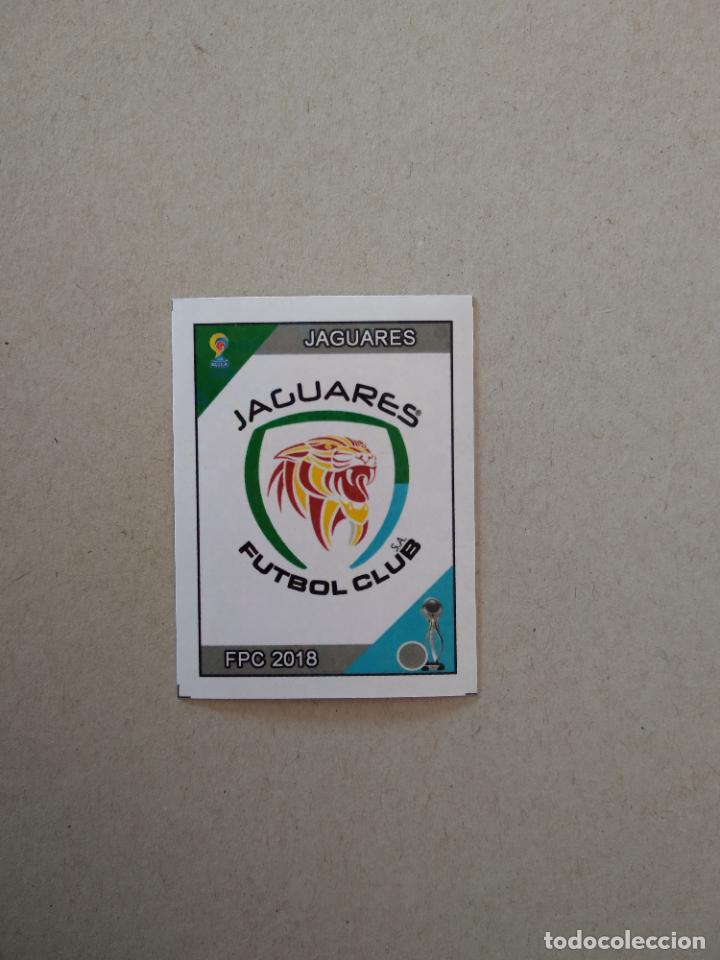 JAGUARES
JAGUARES®
S.A.
FUTBOL CLUB
FPC 2018
todocoleccion